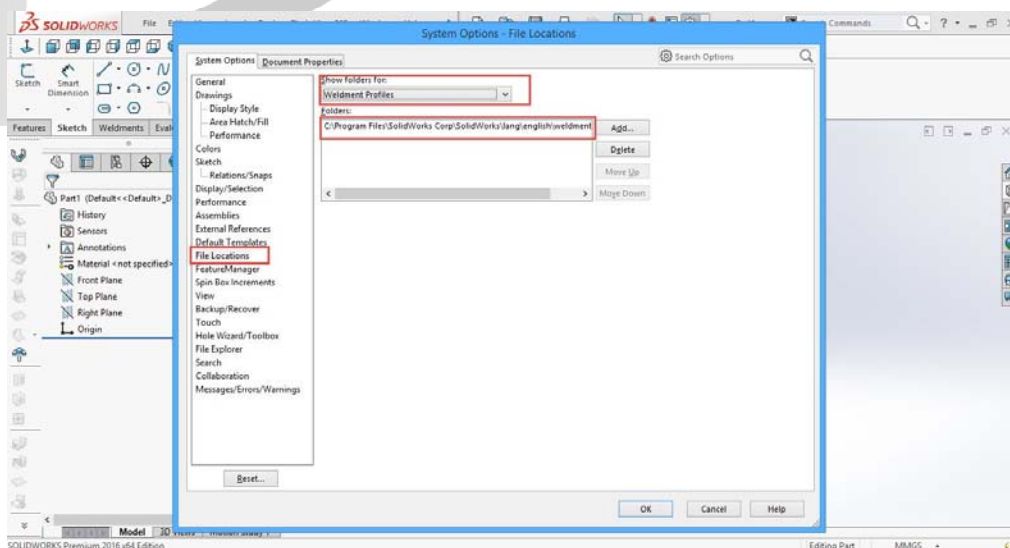 SOLIDWORKS
File
Commands
System Options - File Locations
System Options
Document Properties
Search Options
Sketch
Smart Dimension
Features
Sketch
Weldments
Part1 (Default<<Default>_D
History
Sensors
Annotations
Material <not specified>
Front Plane
Top Plane
Right Plane
Origin
General
Drawings
Display Style
Area Hatch/Fill
Performance
Colors
Sketch
Relations/Snaps
Display/Selection
Performance
Assemblies
External References
Default Templates
File Locations
FeatureManager
Spin Box Increments
View
Backup/Recover
Touch
Hole Wizard/Toolbox
File Explorer
Search
Collaboration
Messages/Errors/Warnings
Reset...
Show folders for:
Weldment Profiles
Folders:
C:\Program Files\SolidWorks Corp\SolidWorks\lang\english\weldment
Add...
Delete
Move Up
Move Down
OK
Cancel
Help
Model
3D
SOLIDWORKS Premium 2016 x64 Edition
Editing Part
MMGS